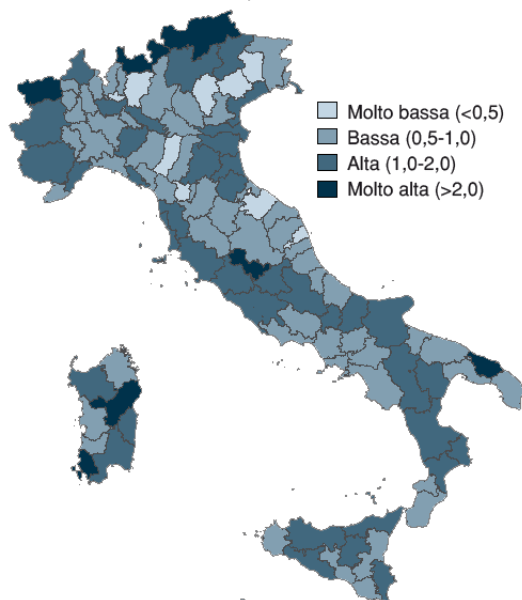 Molto bassa (<0,5)
Bassa (0,5-1,0)
Alta (1,0-2,0)
Molto alta (>2,0)